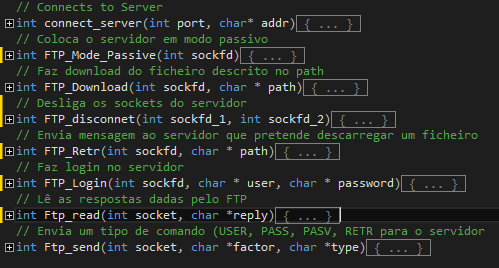 // Connects to Server
int connect_server(int port, char* addr){ ... }
// Coloca o servidor em modo passivo
int FTP_Mode_Passive(int sockfd){ ... }
// Faz download do ficheiro descrito no path
int FTP_Download(int sockfd, char * path){ ... }
// Desliga os sockets do servidor
int FTP_disconnet(int sockfd_1, int sockfd_2){ ... }
// Envia mensagem ao servidor que pretende descarregar um ficheiro
int FTP_Retr(int sockfd, char * path){ ... }
// Faz login no servidor
int FTP_Login(int sockfd, char * user, char * password){ ... }
// Lê as respostas dadas pelo FTP
int Ftp_read(int socket, char *reply){ ... }
// Envia um tipo de comando (USER, PASS, PASV, RETR para o servidor
int Ftp_send(int socket, char *factor, char *type){ ... }